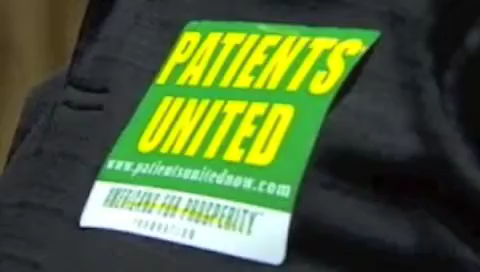 PATIENTS
UNITED
www.patientsunitednow.com
AMERICANS FOR PROSPERITY
FOUNDATION